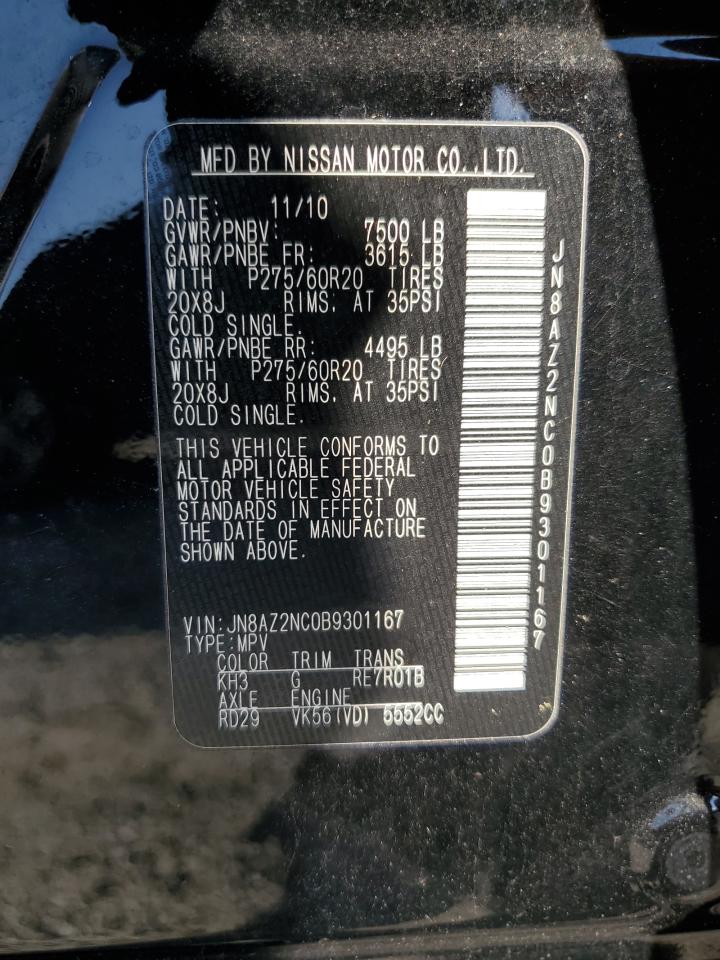 MFD BY NISSAN MOTOR CO.,LTD.
DATE: 11/10
GVWR/PNBV: 7500 LB
GAWR/PNBE FR: 3615 LB
WITH P275/60R20 TIRES
20X8J RIMS. AT 35PSI
COLD SINGLE.
GAWR/PNBE RR: 4495 LB
WITH P275/60R20 TIRES
20X8J RIMS. AT 35PSI
COLD SINGLE.
THIS VEHICLE CONFORMS TO
ALL APPLICABLE FEDERAL
MOTOR VEHICLE SAFETY
STANDARDS IN EFFECT ON
THE DATE OF MANUFACTURE
SHOWN ABOVE.
VIN:JN8AZ2NC0B9301167
TYPE:MPV
COLOR TRIM TRANS
KH3 G RE7R01B
AXLE ENGINE
RD29 VK56(VD) 5552CC
JN8AZ2NC0B9301167